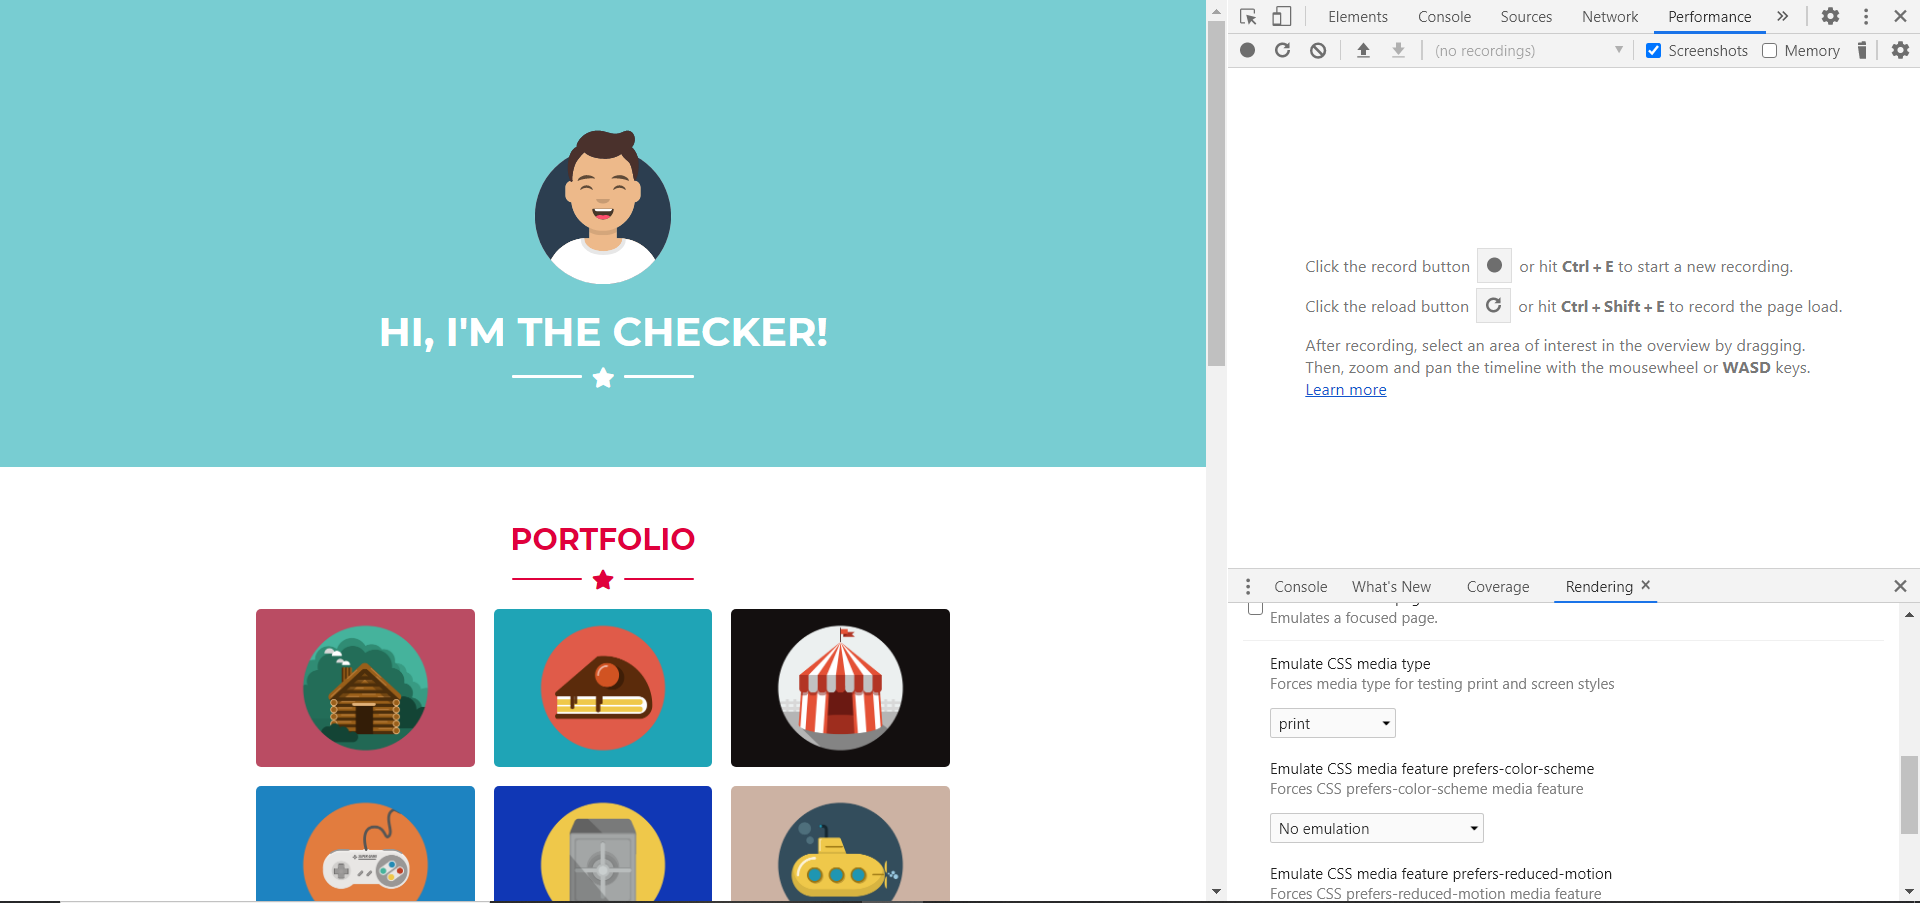 HI, I'M THE CHECKER!
PORTFOLIO
Elements Console Sources Network Performance
(no recordings) Screenshots Memory
Click the record button or hit Ctrl + E to start a new recording.
Click the reload button or hit Ctrl + Shift + E to record the page load.
After recording, select an area of interest in the overview by dragging.
Then, zoom and pan the timeline with the mousewheel or WASD keys.
Learn more
Console What's New Coverage Rendering
Emulates a focused page.
Emulate CSS media type
Forces media type for testing print and screen styles
print
Emulate CSS media feature prefers-color-scheme
Forces CSS prefers-color-scheme media feature
No emulation
Emulate CSS media feature prefers-reduced-motion
Forces CSS prefers-reduced-motion media feature